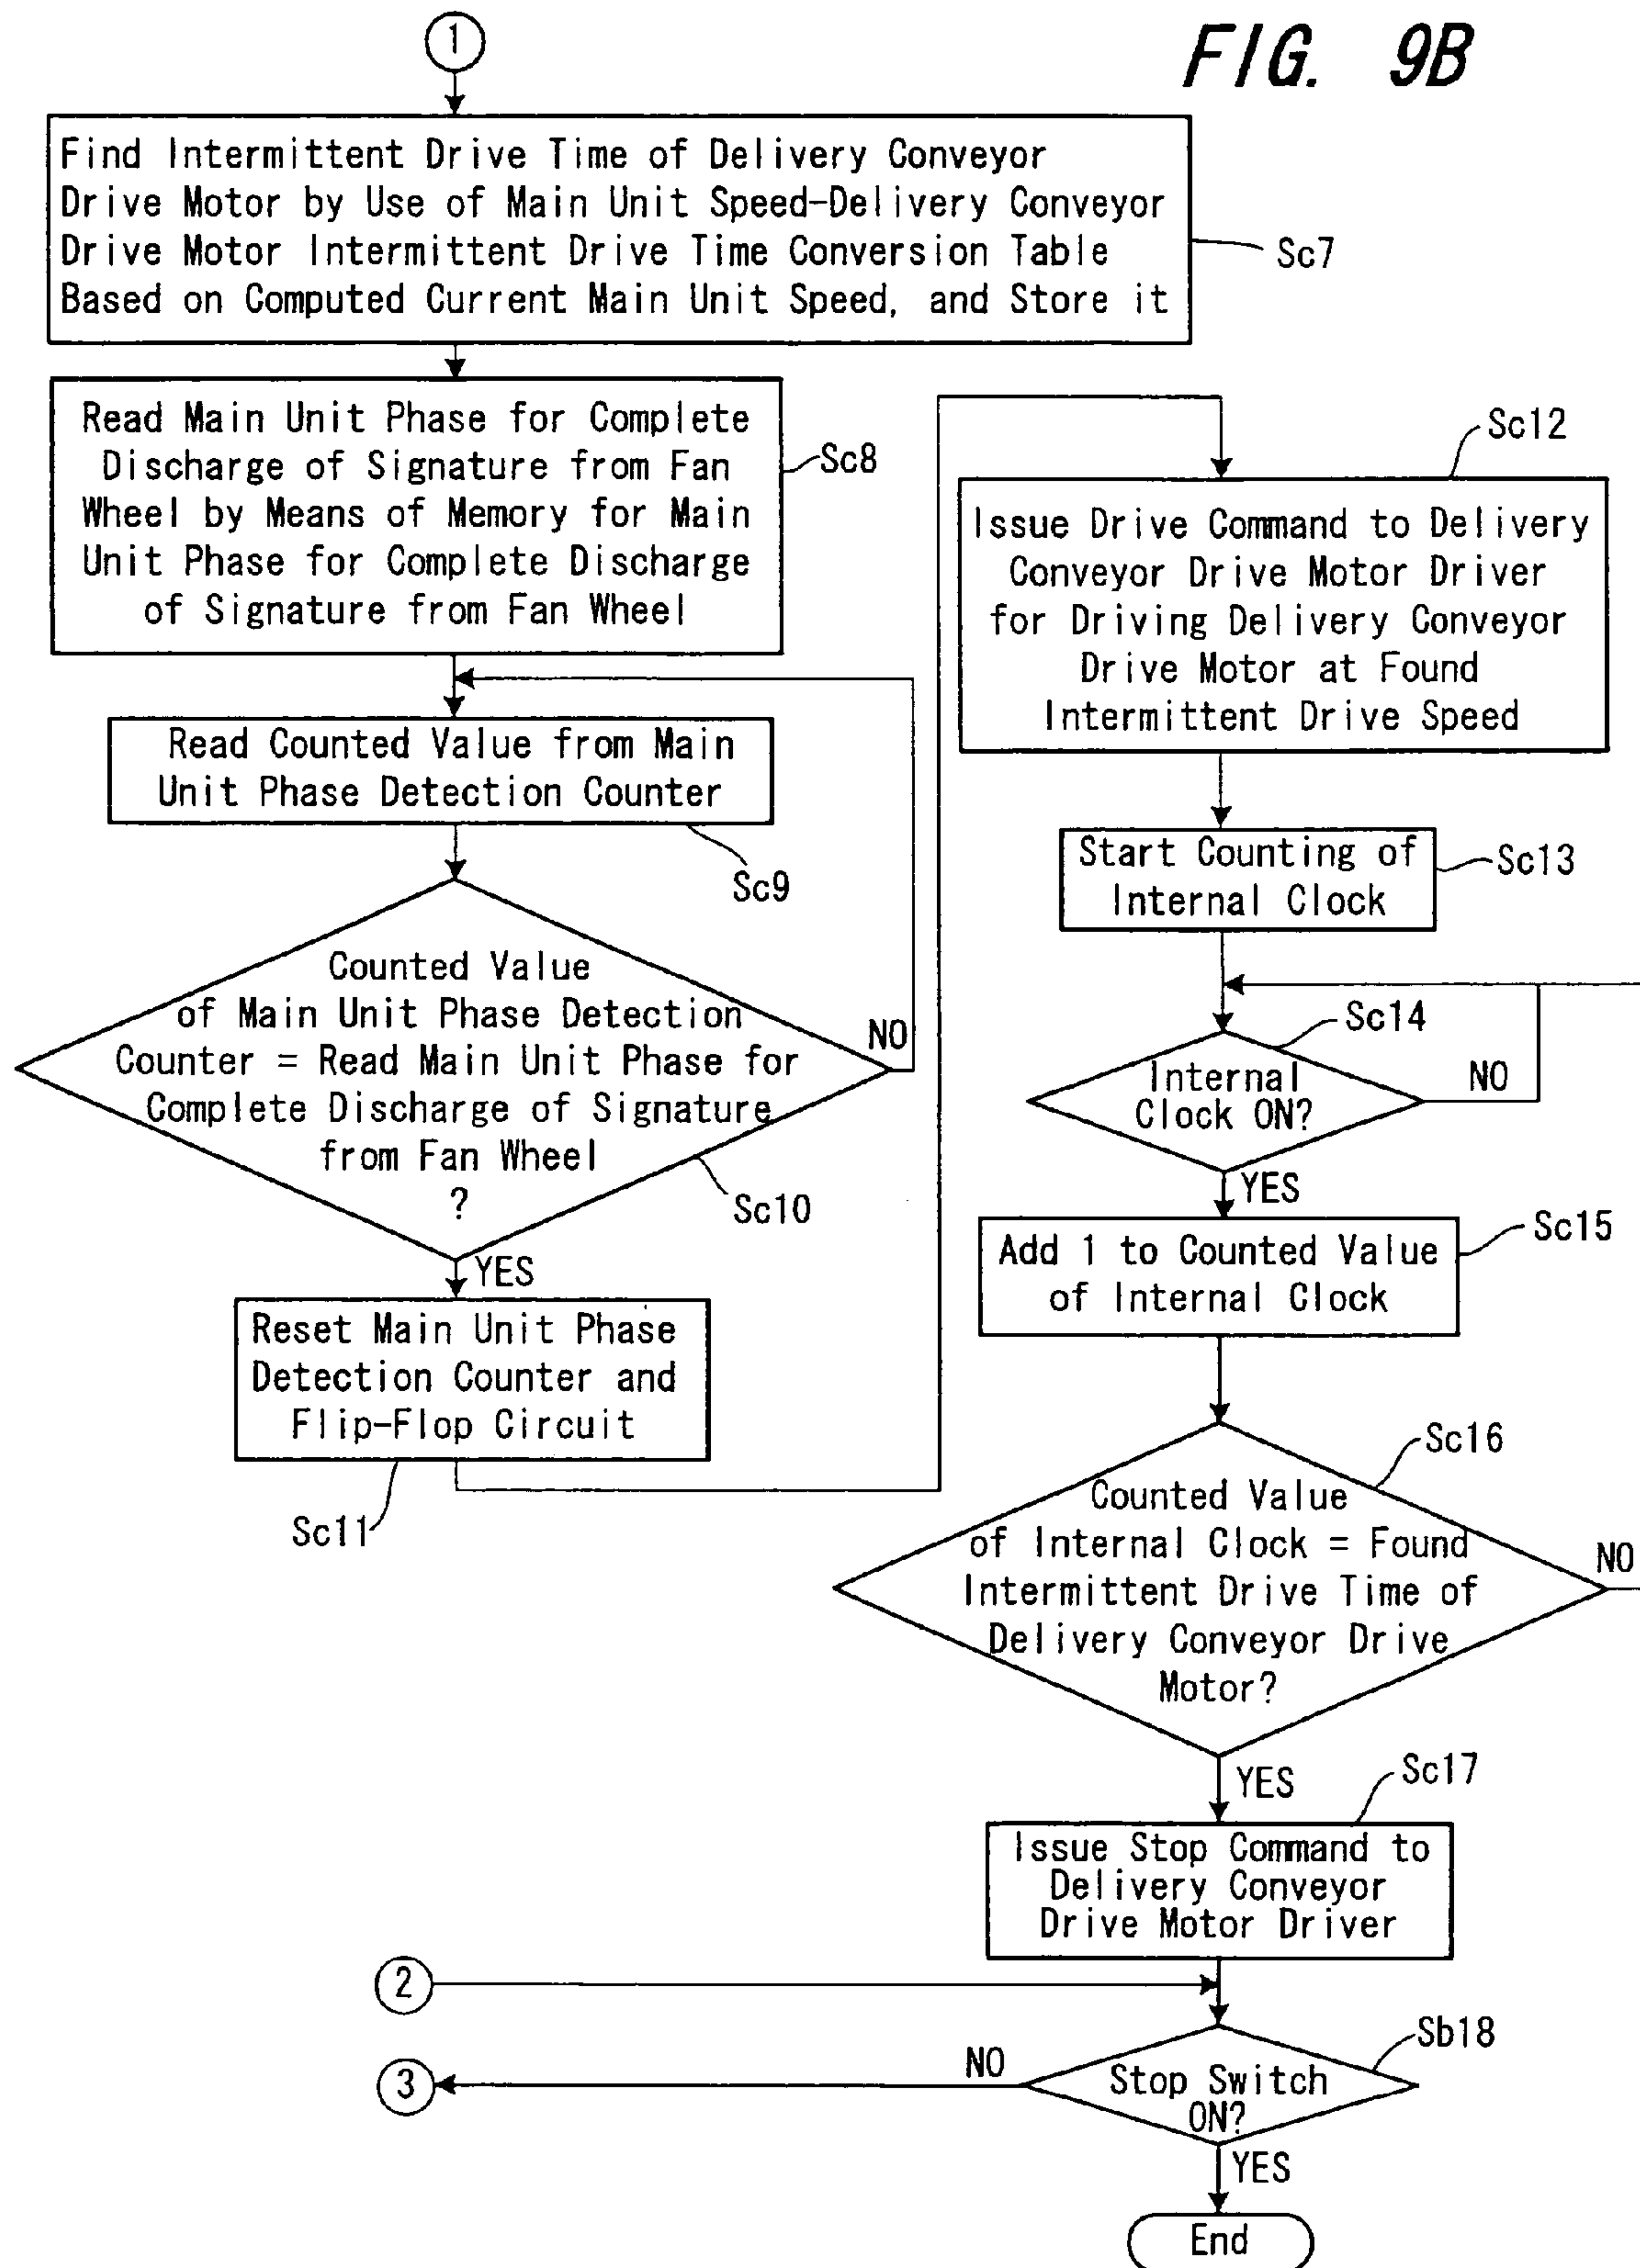 FIG. 9B
1
Find Intermittent Drive Time of Delivery Conveyor
Drive Motor by Use of Main Unit Speed-Delivery Conveyor
Drive Motor Intermittent Drive Time Conversion Table
Based on Computed Current Main Unit Speed, and Store it
Sc7
Read Main Unit Phase for Complete
Discharge of Signature from Fan
Wheel by Means of Memory for Main
Unit Phase for Complete Discharge
of Signature from Fan Wheel
Sc8
Read Counted Value from Main
Unit Phase Detection Counter
Sc9
Counted Value
of Main Unit Phase Detection
Counter = Read Main Unit Phase for
Complete Discharge of Signature
from Fan Wheel
?
NO
Sc10
YES
Reset Main Unit Phase
Detection Counter and
Flip-Flop Circuit
Sc11
Sc12
Issue Drive Command to Delivery
Conveyor Drive Motor Driver
for Driving Delivery Conveyor
Drive Motor at Found
Intermittent Drive Speed
Start Counting of
Internal Clock
Sc13
Sc14
Internal
Clock ON?
NO
YES
Add 1 to Counted Value
of Internal Clock
Sc15
Sc16
Counted Value
of Internal Clock = Found
Intermittent Drive Time of
Delivery Conveyor Drive
Motor?
NO
YES
Sc17
Issue Stop Command to
Delivery Conveyor
Drive Motor Driver
2
Sb18
Stop Switch
ON?
NO
3
YES
End